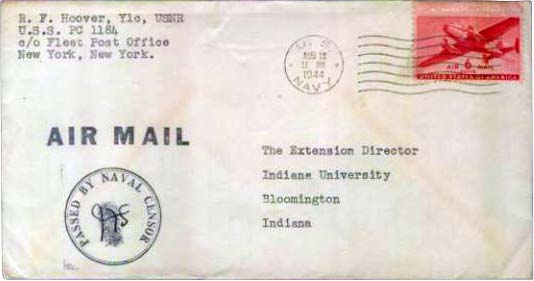 R. F. Hoover, Ylc, USNR
U.S.S. PC 1184
c/o Fleet Post Office
New York, New York.
U. S.
AUG
1944
NAVY
AIR 6 MAIL
UNITED STATES OF AMERICA
AIR MAIL
PASSED BY NAVAL CENSOR
The Extension Director
Indiana University
Bloomington
Indiana